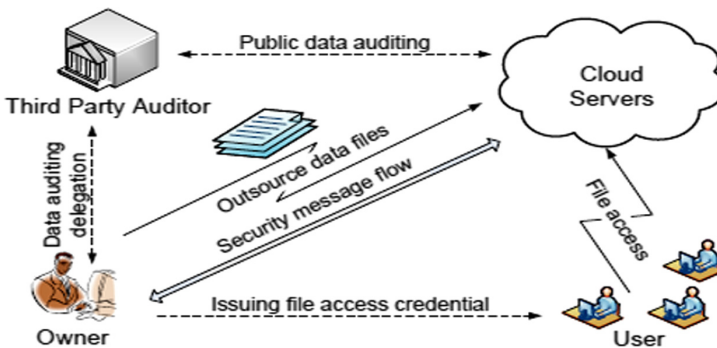 Public data auditing
Cloud
Servers
Third Party Auditor
Data auditing
delegation
Outsource data files
Security message flow
File access
Issuing file access credential
Owner
User